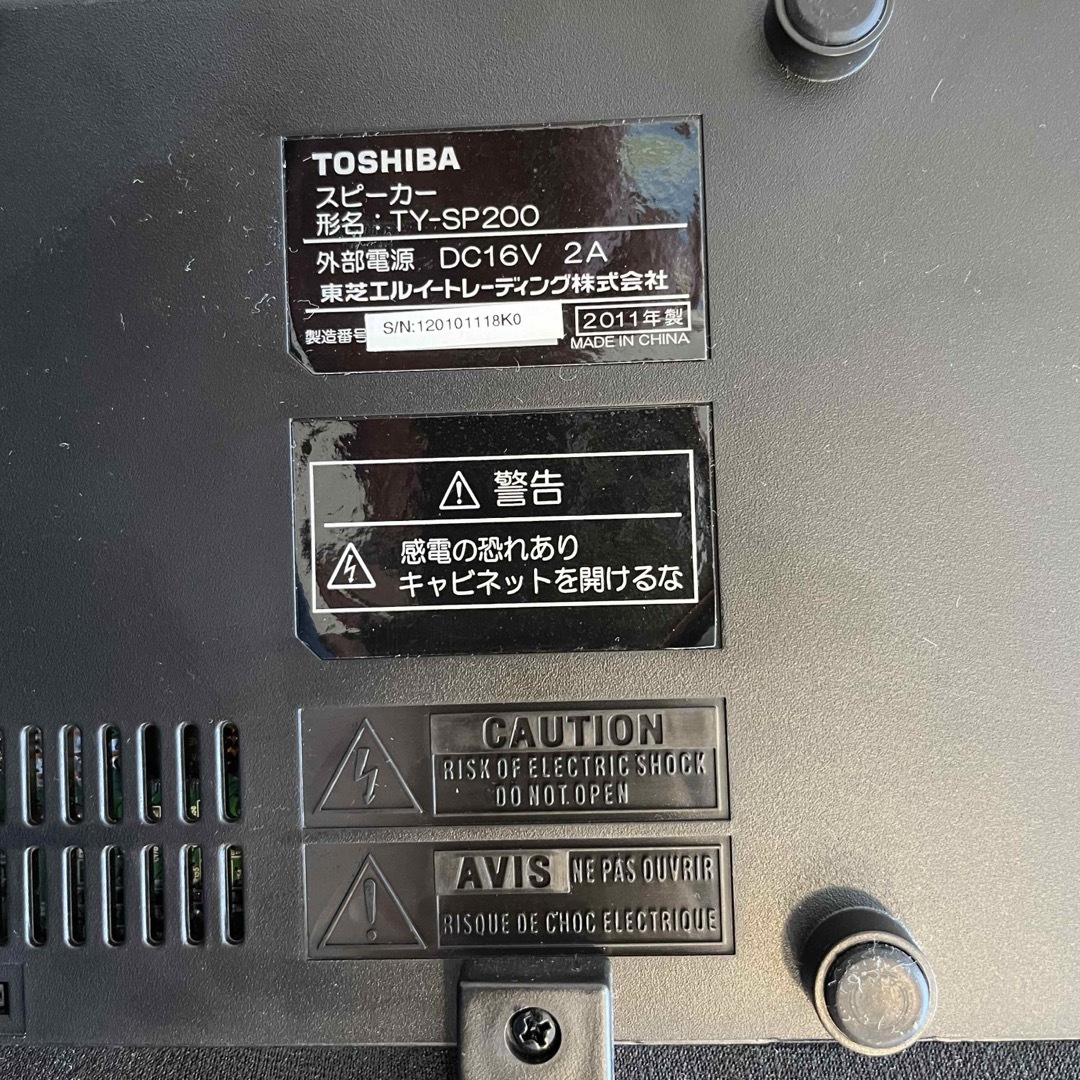 TOSHIBA
スピーカー
形名：TY-SP200
外部電源 DC16V 2A
東芝エルイートレーディング株式会社
製造番号 S/N:120101118K0 2011年製
MADE IN CHINA
警告
感電の恐れあり
キャビネットを開けるな
CAUTION
RISK OF ELECTRIC SHOCK
DO NOT OPEN
AVIS NE PAS OUVRIR
RISQUE DE CHOC ELECTRIQUE